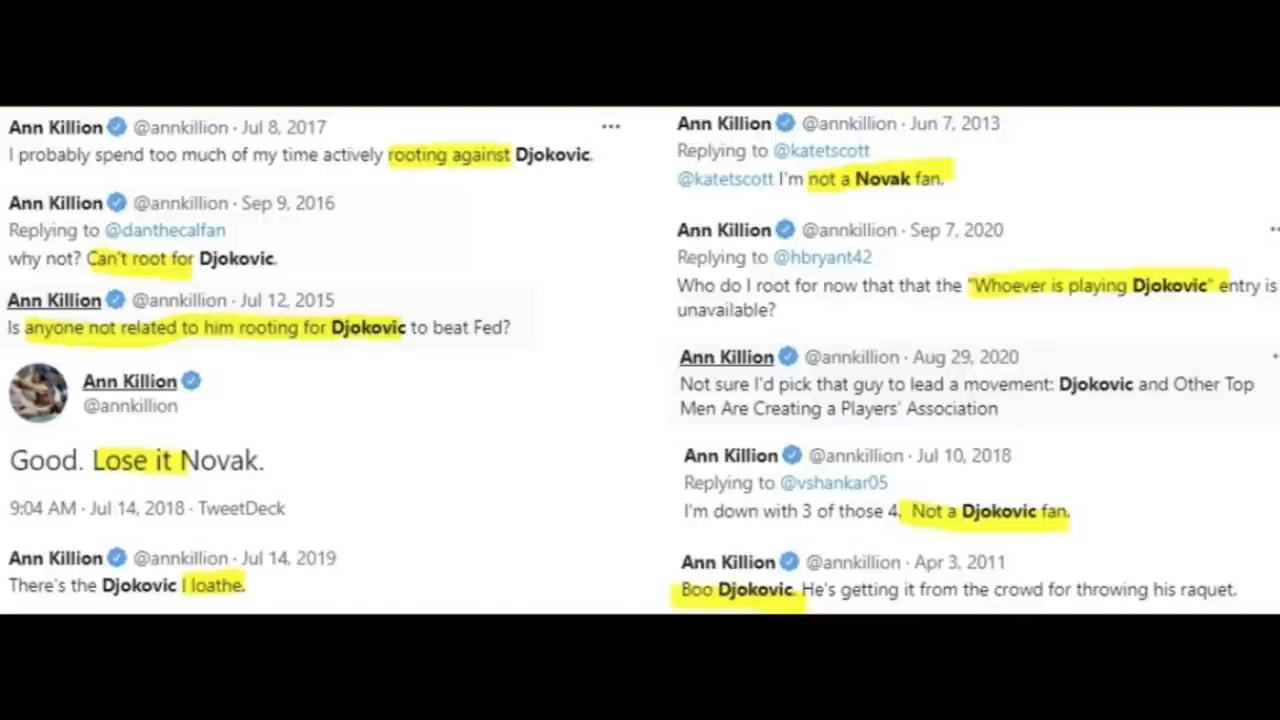 Ann Killion @annkillion · Jul 8, 2017 ...
I probably spend too much of my time actively rooting against Djokovic.
Ann Killion @annkillion · Sep 9, 2016
Replying to @danthecalfan
why not? Can't root for Djokovic.
Ann Killion @annkillion · Jul 12, 2015
Is anyone not related to him rooting for Djokovic to beat Fed?
Ann Killion
@annkillion
Good. Lose it Novak.
9:04 AM · Jul 14, 2018 · TweetDeck
Ann Killion @annkillion · Jul 14, 2019
There's the Djokovic I loathe.
Ann Killion @annkillion · Jun 7, 2013
Replying to @katetscott
@katetscott I'm not a Novak fan.
Ann Killion @annkillion · Sep 7, 2020
Replying to @hbryant42
Who do I root for now that that the "Whoever is playing Djokovic" entry is
unavailable?
Ann Killion @annkillion · Aug 29, 2020
Not sure I'd pick that guy to lead a movement: Djokovic and Other Top
Men Are Creating a Players' Association
Ann Killion @annkillion · Jul 10, 2018
Replying to @vshankar05
I'm down with 3 of those 4. Not a Djokovic fan.
Ann Killion @annkillion · Apr 3, 2011
Boo Djokovic. He's getting it from the crowd for throwing his raquet.